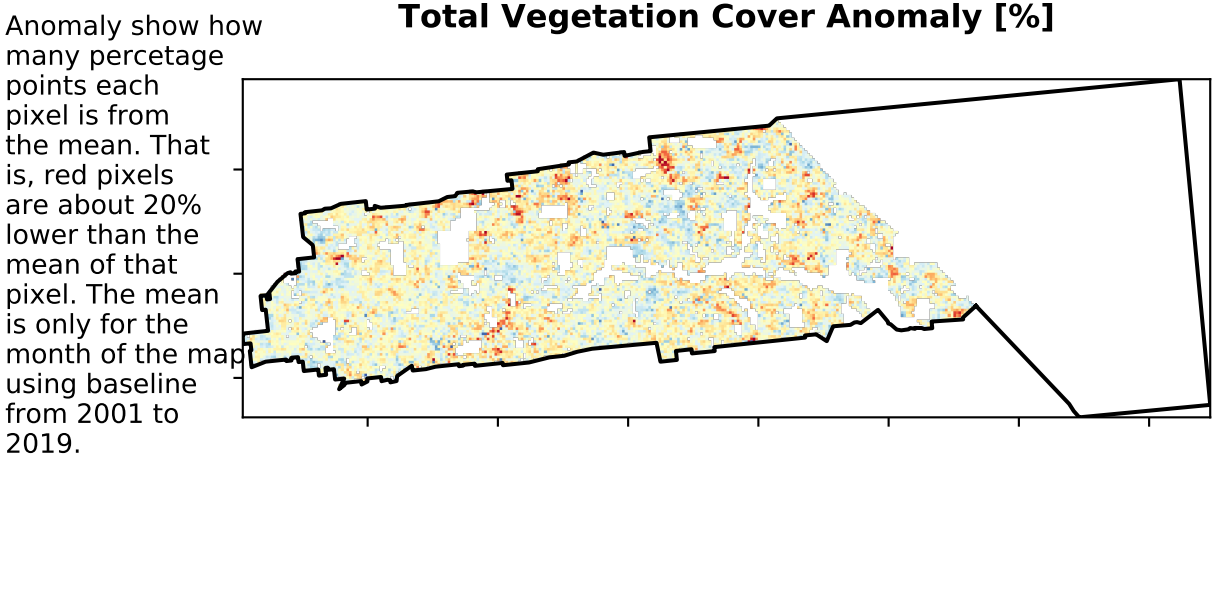 Total Vegetation Cover Anomaly [%]
Anomaly show how
many percetage
points each
pixel is from
the mean. That
is, red pixels
are about 20%
lower than the
mean of that
pixel. The mean
is only for the
month of the map
using baseline
from 2001 to
2019.